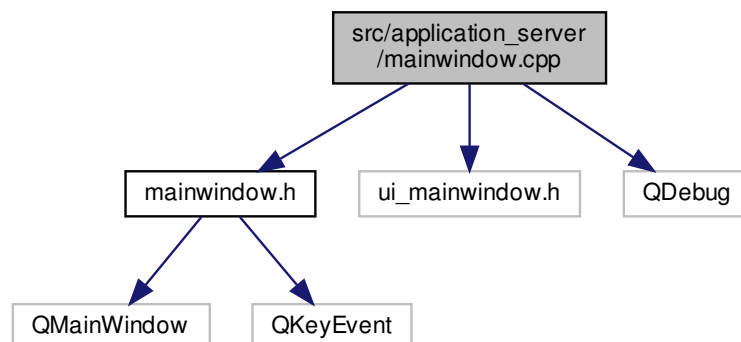 src/application_server
/mainwindow.cpp
mainwindow.h
ui_mainwindow.h
QDebug
QMainWindow
QKeyEvent